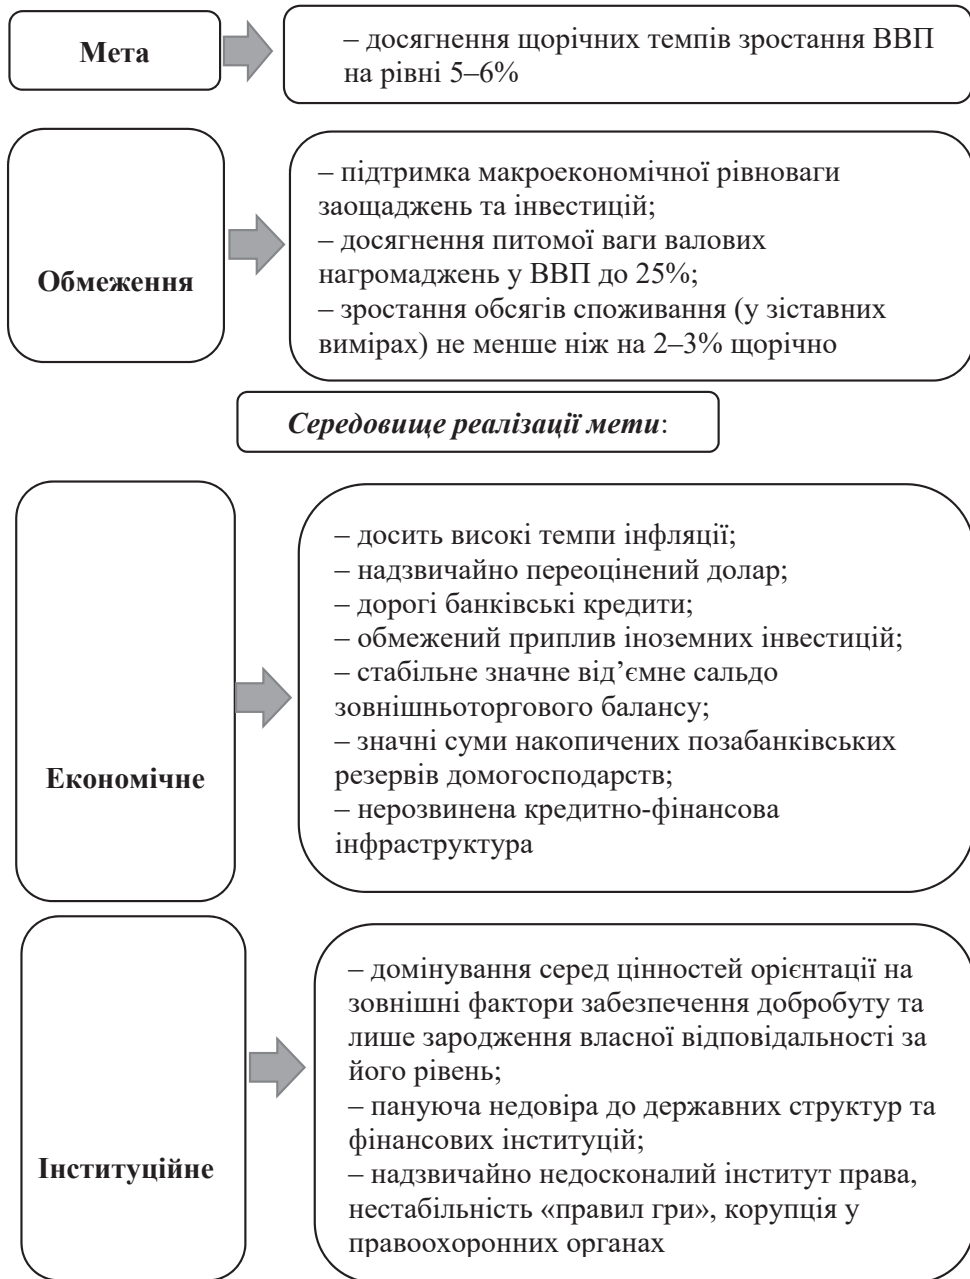 Мета
– досягнення щорічних темпів зростання ВВП
на рівні 5–6%
Обмеження
– підтримка макроекономічної рівноваги
заощаджень та інвестицій;
– досягнення питомої ваги валових
нагромаджень у ВВП до 25%;
– зростання обсягів споживання (у зіставних
вимірах) не менше ніж на 2–3% щорічно
Середовище реалізації мети:
Економічне
– досить високі темпи інфляції;
– надзвичайно переоцінений долар;
– дорогі банківські кредити;
– обмежений приплив іноземних інвестицій;
– стабільне значне від’ємне сальдо
зовнішньоторгового балансу;
– значні суми накопичених позабанківських
резервів домогосподарств;
– нерозвинена кредитно-фінансова
інфраструктура
Інституційне
– домінування серед цінностей орієнтації на
зовнішні фактори забезпечення добробуту та
лише зародження власної відповідальності за
його рівень;
– пануюча недовіра до державних структур та
фінансових інституцій;
– надзвичайно недосконалий інститут права,
нестабільність «правил гри», корупція у
правоохоронних органах